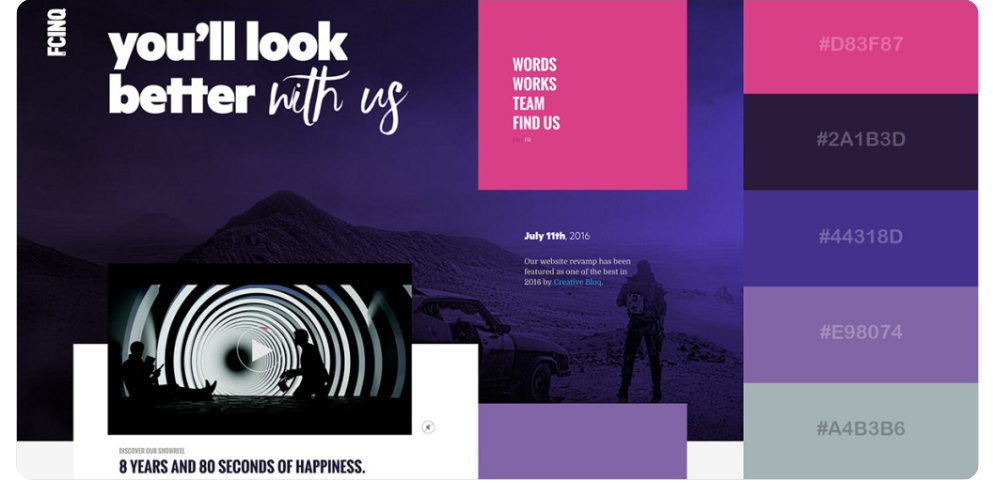 FCINQ
you'll look
better with us
WORDS
WORKS
TEAM
FIND US
FR
July 11th, 2016
Our website revamp has been
featured as one of the best in
2016 by Creative Bloq.
DISCOVER OUR SHOWREEL
8 YEARS AND 80 SECONDS OF HAPPINESS.
#D83F87
#2A1B3D
#44318D
#E98074
#A4B3B6